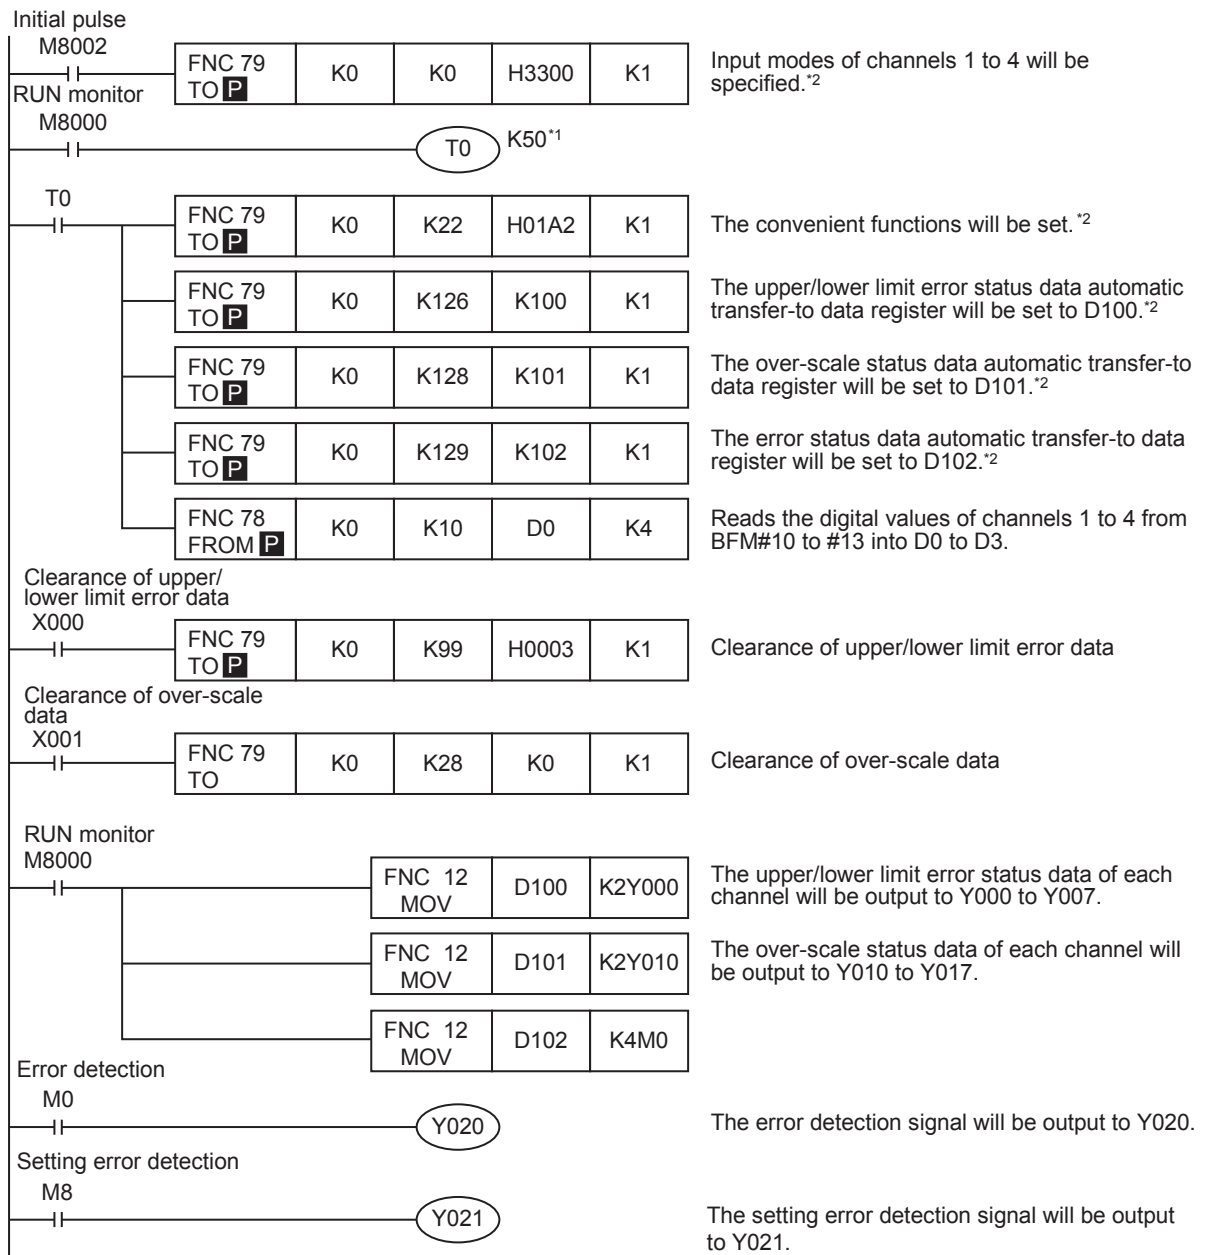 Initial pulse
M8002
FNC 79
TO P
K0
K0
H3300
K1
Input modes of channels 1 to 4 will be
specified.*2
RUN monitor
M8000
T0
K50*1
T0
FNC 79
TO P
K0
K22
H01A2
K1
The convenient functions will be set.*2
FNC 79
TO P
K0
K126
K100
K1
The upper/lower limit error status data automatic
transfer-to data register will be set to D100.*2
FNC 79
TO P
K0
K128
K101
K1
The over-scale status data automatic transfer-to
data register will be set to D101.*2
FNC 79
TO P
K0
K129
K102
K1
The error status data automatic transfer-to data
register will be set to D102.*2
FNC 78
FROM P
K0
K10
D0
K4
Reads the digital values of channels 1 to 4 from
BFM#10 to #13 into D0 to D3.
Clearance of upper/
lower limit error data
X000
FNC 79
TO P
K0
K99
H0003
K1
Clearance of upper/lower limit error data
Clearance of over-scale
data
X001
FNC 79
TO
K0
K28
K0
K1
Clearance of over-scale data
RUN monitor
M8000
FNC 12
MOV
D100
K2Y000
The upper/lower limit error status data of each
channel will be output to Y000 to Y007.
FNC 12
MOV
D101
K2Y010
The over-scale status data of each channel will
be output to Y010 to Y017.
FNC 12
MOV
D102
K4M0
Error detection
M0
Y020
The error detection signal will be output to Y020.
Setting error detection
M8
Y021
The setting error detection signal will be output
to Y021.